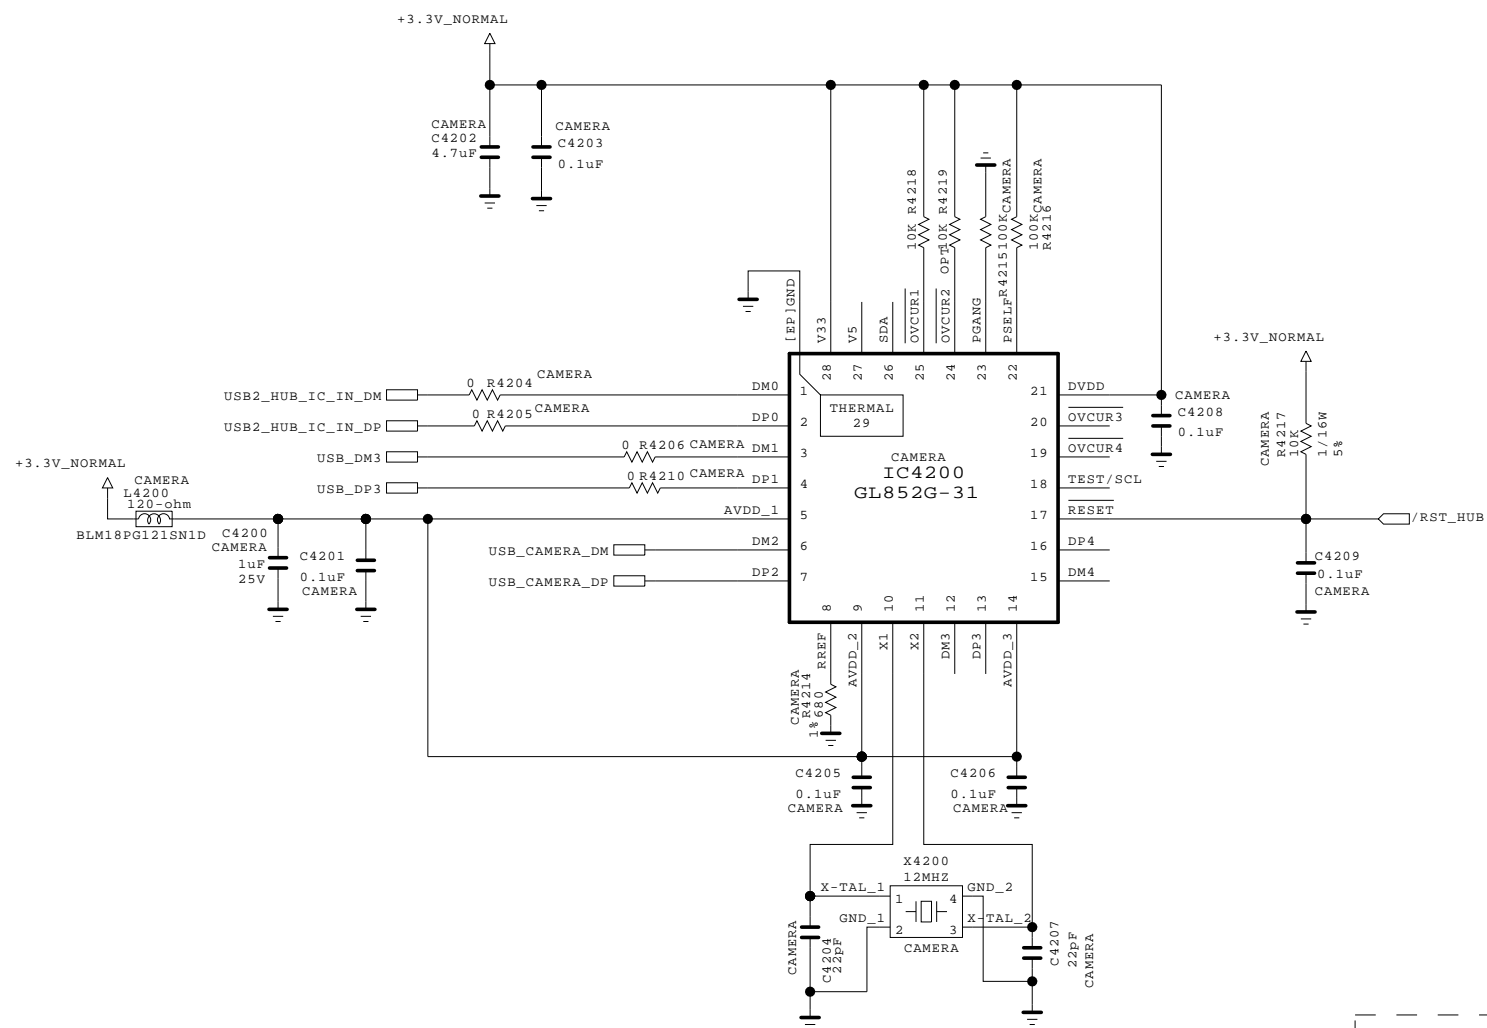 +3.3V_NORMAL
CAMERA
C4202
4.7uF
CAMERA
C4203
0.1uF
10K R4218
OPT
10K R4219
R4215
100K
CAMERA
CAMERA
100K
R4216
[EP]GND
V33
V5
SDA
OVCUR1
OVCUR2
PGANG
PSELF
28
27
26
25
24
23
22
+3.3V_NORMAL
CAMERA
R4217
10K
1/16W
5%
USB2_HUB_IC_IN_DM
0 R4204
CAMERA
DM0
1
USB2_HUB_IC_IN_DP
0 R4205
CAMERA
DP0
2
USB_DM3
0 R4206 CAMERA
DM1
3
USB_DP3
0 R4210 CAMERA
DP1
4
THERMAL
29
CAMERA
IC4200
GL852G-31
21
DVDD
CAMERA
C4208
0.1uF
20
OVCUR3
19
OVCUR4
18
TEST/SCL
17
RESET
/RST_HUB
16
DP4
15
DM4
C4209
0.1uF
CAMERA
+3.3V_NORMAL
CAMERA
L4200
120-ohm
BLM18PG121SN1D
C4200
CAMERA
1uF
25V
C4201
0.1uF
CAMERA
AVDD_1
5
USB_CAMERA_DM
DM2
6
USB_CAMERA_DP
DP2
7
8
9
10
11
12
13
14
RREF
AVDD_2
X1
X2
DM3
DP3
AVDD_3
CAMERA
R4214
680
1%
C4205
0.1uF
CAMERA
C4206
0.1uF
CAMERA
X4200
12MHZ
X-TAL_1
1
4
GND_2
GND_1
2
3
X-TAL_2
CAMERA
CAMERA
C4204
22pF
C4207
22pF
CAMERA